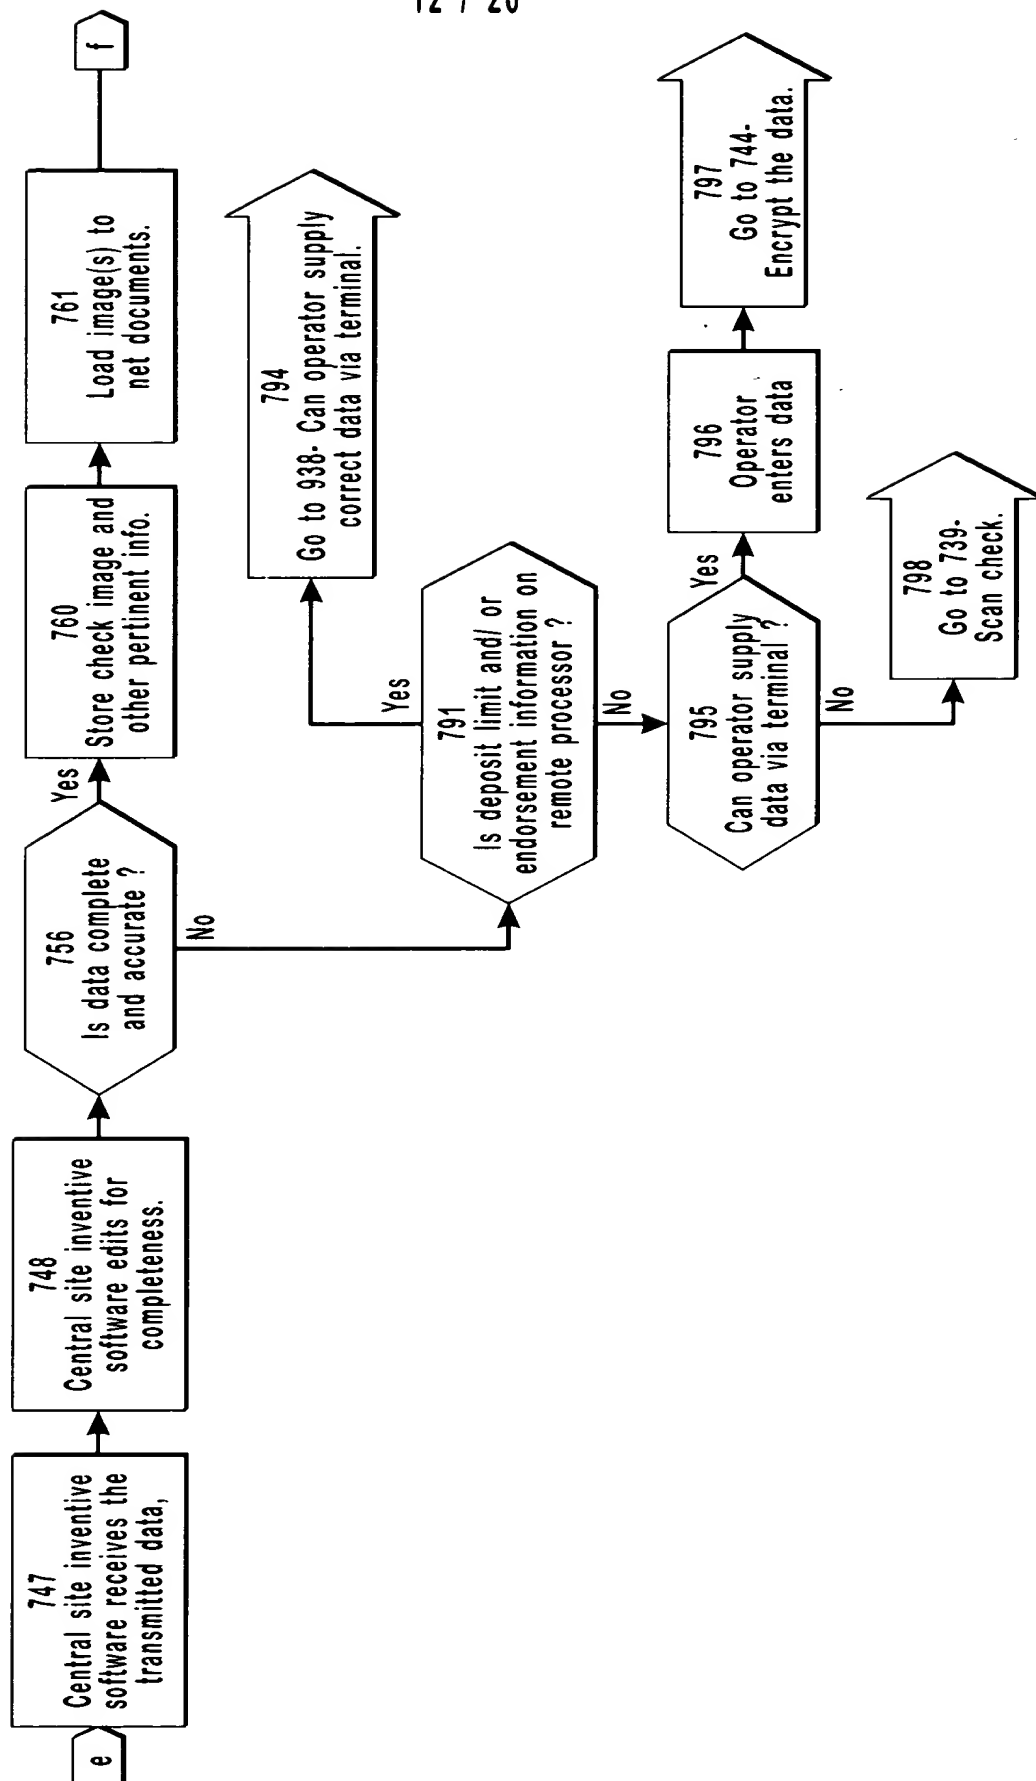 12 / 20
e
747
Central site inventive
software receives the
transmitted data,
748
Central site inventive
software edits for
completeness.
756
Is data complete
and accurate ?
Yes
No
760
Store check image and
other pertinent info.
761
Load image(s) to
net documents.
f
791
Is deposit limit and/ or
endorsement information on
remote processor ?
Yes
No
794
Go to 938- Can operator supply
correct data via terminal.
795
Can operator supply
data via terminal ?
Yes
No
796
Operator
enters data
797
Go to 744-
Encrypt the data.
798
Go to 739-
Scan check.